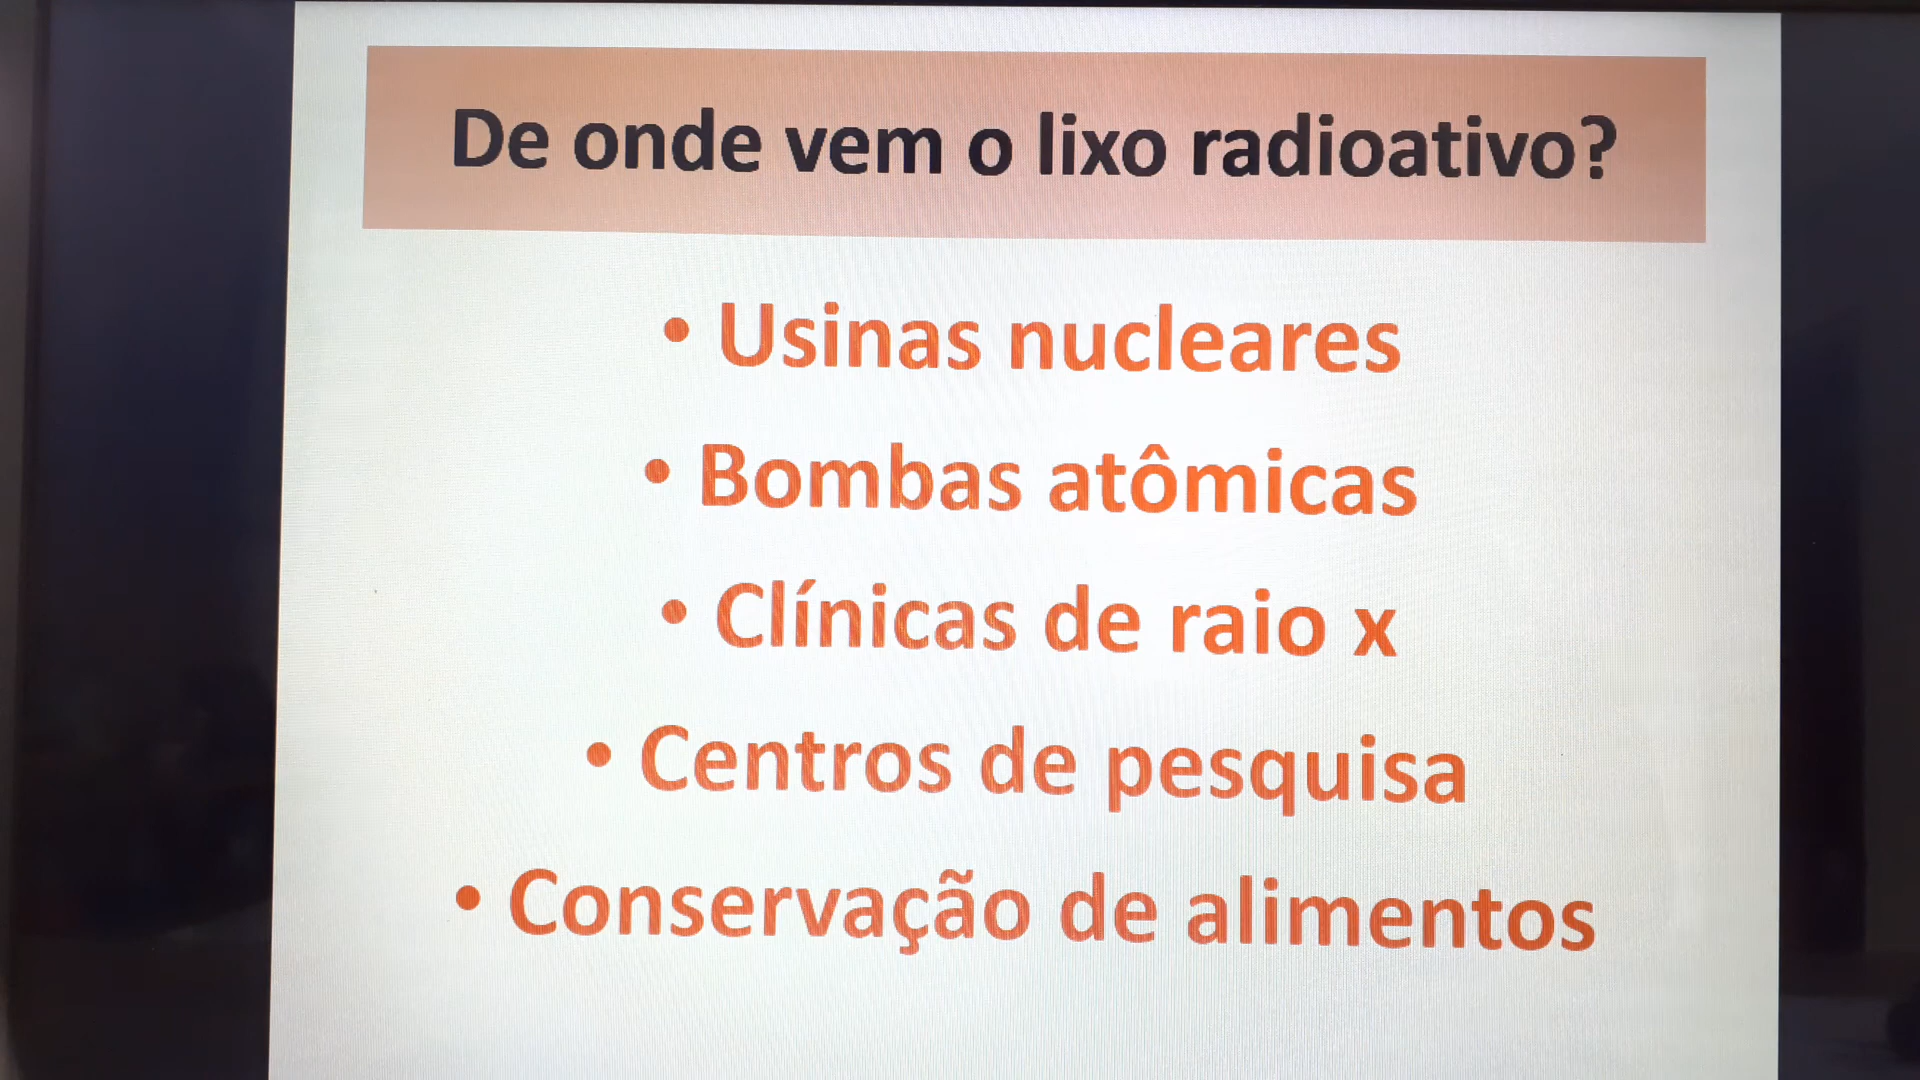 De onde vem o lixo radioativo?
• Usinas nucleares
• Bombas atômicas
• Clínicas de raio x
• Centros de pesquisa
• Conservação de alimentos